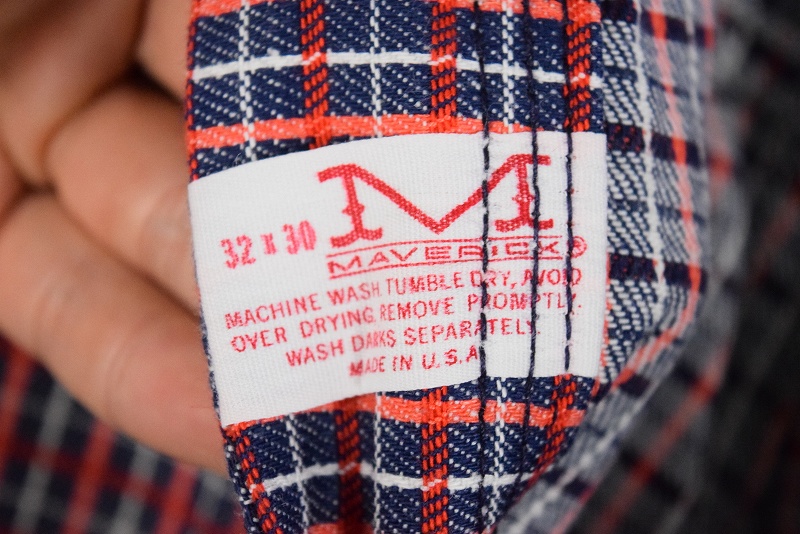 M
32 x 30
MAVERICK®
MACHINE WASH. TUMBLE DRY, AVOID
OVER DRYING. REMOVE PROMPTLY.
WASH DARKS SEPARATELY.
MADE IN U.S.A.